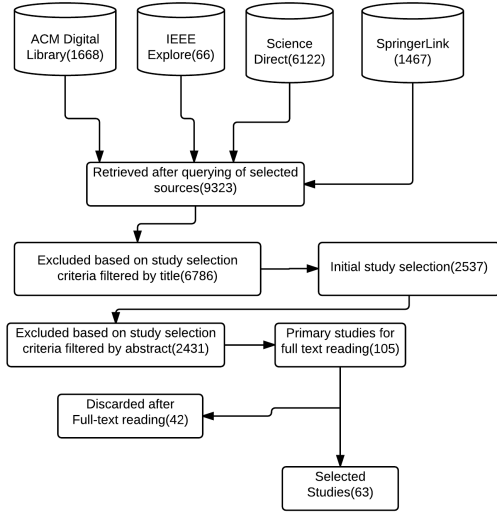 ACM Digital
Library(1668)
IEEE
Explore(66)
Science
Direct(6122)
SpringerLink
(1467)
Retrieved after querying of selected
sources(9323)
Excluded based on study selection
criteria filtered by title(6786)
Initial study selection(2537)
Excluded based on study selection
criteria filtered by abstract(2431)
Primary studies for
full text reading(105)
Discarded after
Full-text reading(42)
Selected
Studies(63)